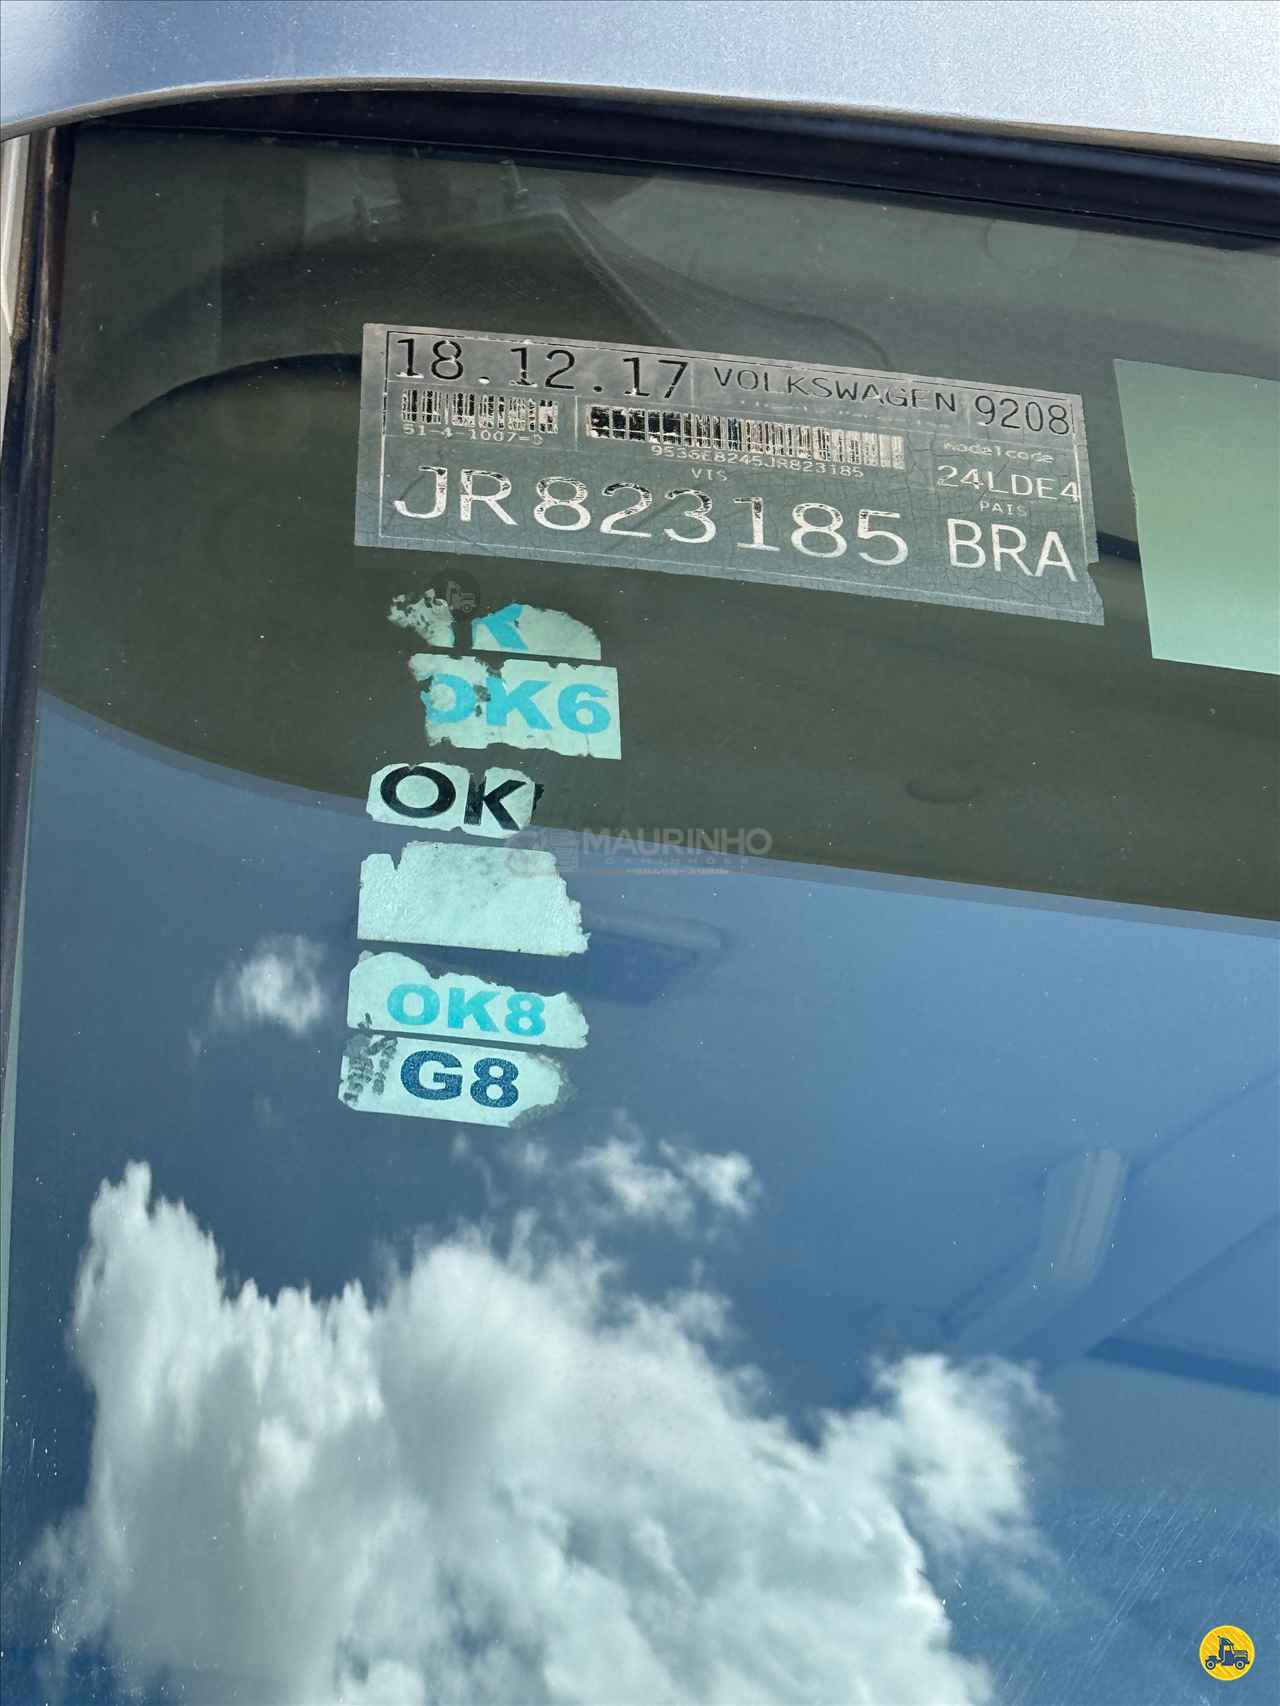 18.12.17 VOLKSWAGEN 9208
51-4-1007-
9536E8245JR823185
modelcode
24LDE4
VIS
PAIS
JR823185 BRA
K
OK6
OK
MAURINHO
CAMINHÕES
OK8
G8